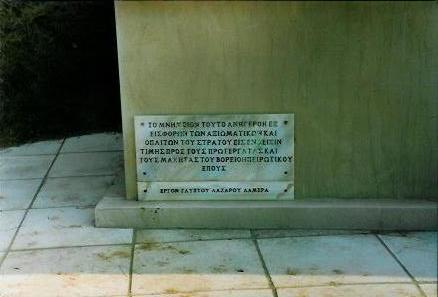 ΤΟ ΜΝΗΜΕΙΟΝ ΤΟΥΤΟ ΑΝΗΓΕΡΘΗ ΕΞ
ΕΙΣΦΟΡΩΝ ΤΩΝ ΑΞΙΩΜΑΤΙΚΩΝ ΚΑΙ
ΟΠΛΙΤΩΝ ΤΟΥ ΣΤΡΑΤΟΥ ΕΙΣ ΕΝΔΕΙΞΙΝ
ΤΙΜΗΣ ΠΡΟΣ ΤΟΥΣ ΠΡΩΤΕΡΓΑΤΑΣ ΚΑΙ
ΤΟΥΣ ΜΑΧΗΤΑΣ ΤΟΥ ΒΟΡΕΙΟΗΠΕΙΡΩΤΙΚΟΥ
ΕΠΟΥΣ
ΕΡΓΟΝ ΓΛΥΠΤΟΥ ΛΑΖΑΡΟΥ ΛΑΜΕΡΑ